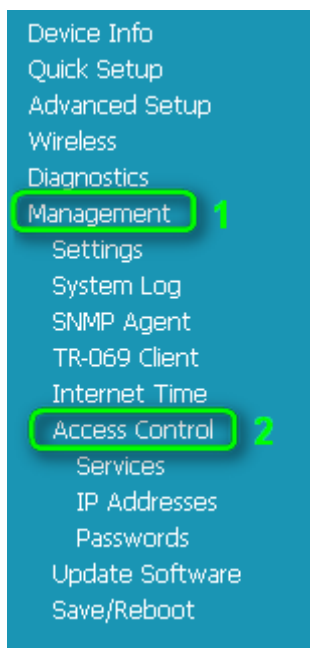 Device Info
Quick Setup
Advanced Setup
Wireless
Diagnostics
Management 1
Settings
System Log
SNMP Agent
TR-069 Client
Internet Time
Access Control 2
Services
IP Addresses
Passwords
Update Software
Save/Reboot